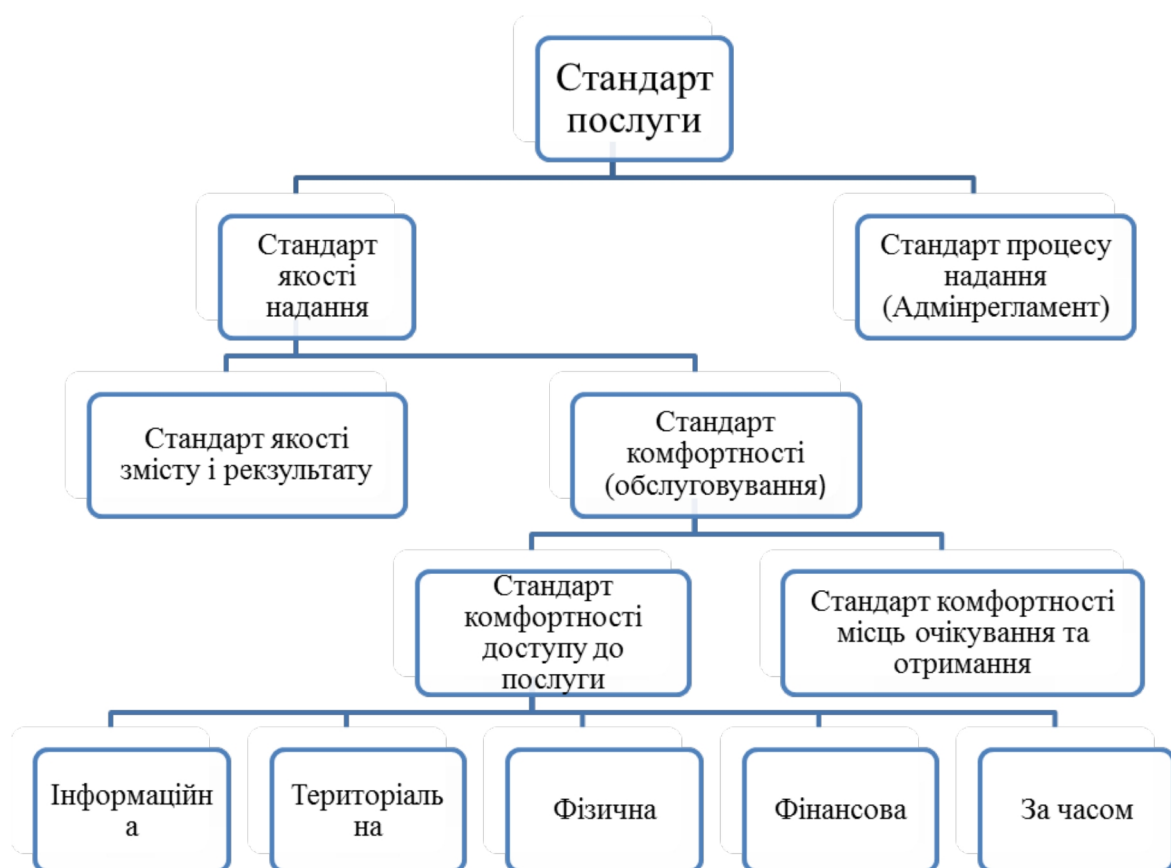 Стандарт
послуги
Стандарт
якості
надання
Стандарт процесу
надання
(Адмінрегламент)
Стандарт якості
змісту і рекзультату
Стандарт
комфортності
(обслуговування)
Стандарт
комфортності
доступу до
послуги
Стандарт комфортності
місць очікування та
отримання
Інформаційн
а
Територіаль
на
Фізична
Фінансова
За часом